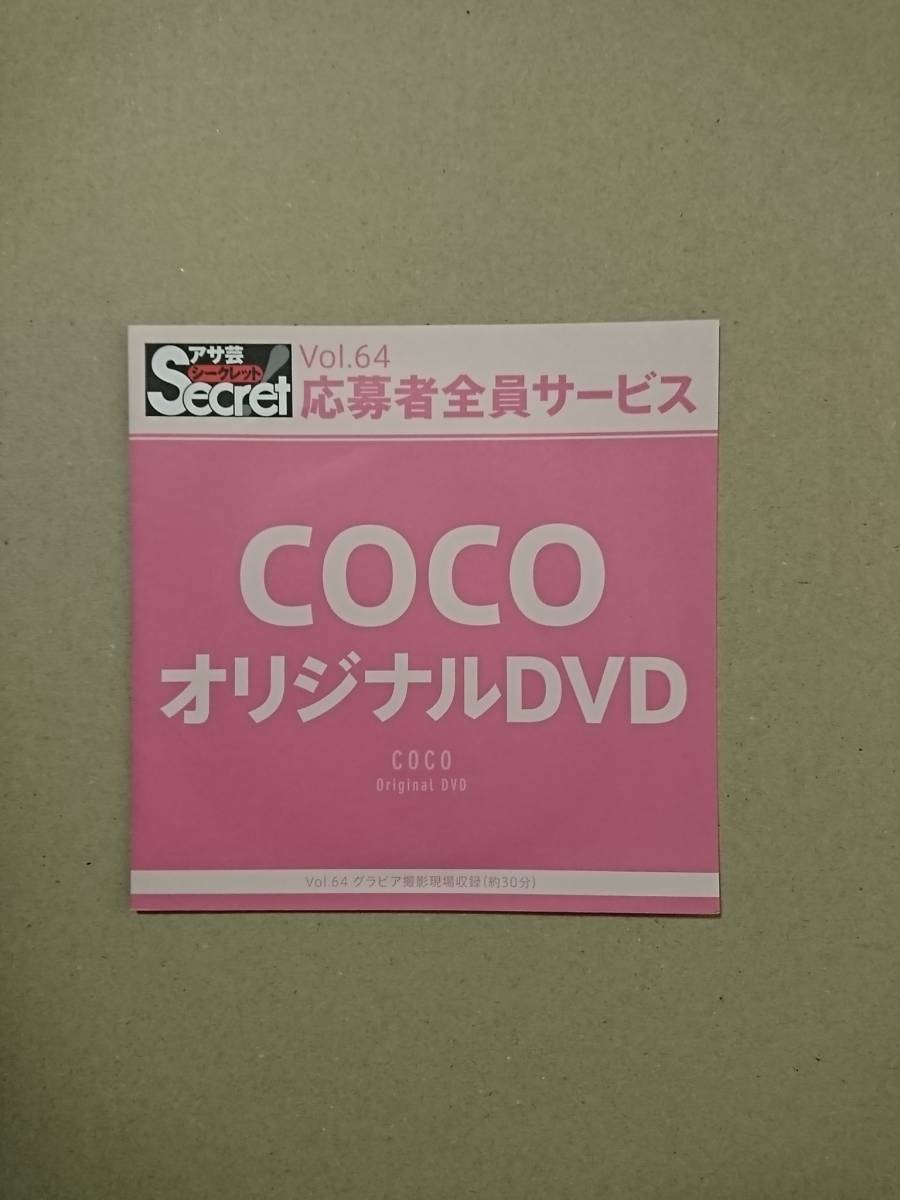 アサ芸
シークレット
Secret!
Vol.64
応募者全員サービス
COCO
オリジナルDVD
COCO
Original DVD
Vol.64 グラビア撮影現場収録(約30分)